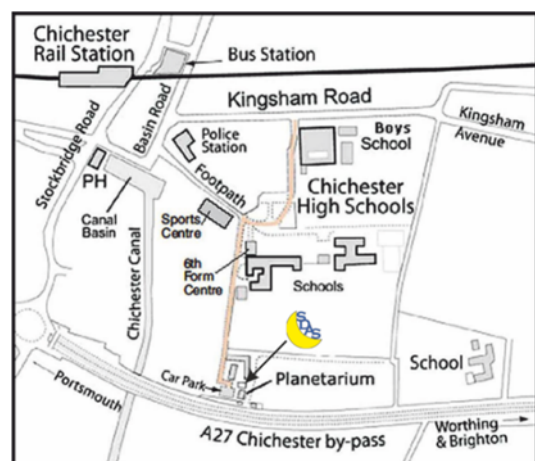 Chichester
Rail Station
Bus Station
Stockbridge Road
Basin Road
Kingsham Road
Kingsham
Avenue
Police
Station
Boys
School
Footpath
PH
Canal
Basin
Sports
Centre
Chichester
High Schools
Chichester Canal
6th
Form
Centre
Schools
SDAS
School
Car Park
Planetarium
Portsmouth
A27 Chichester by-pass
Worthing
& Brighton